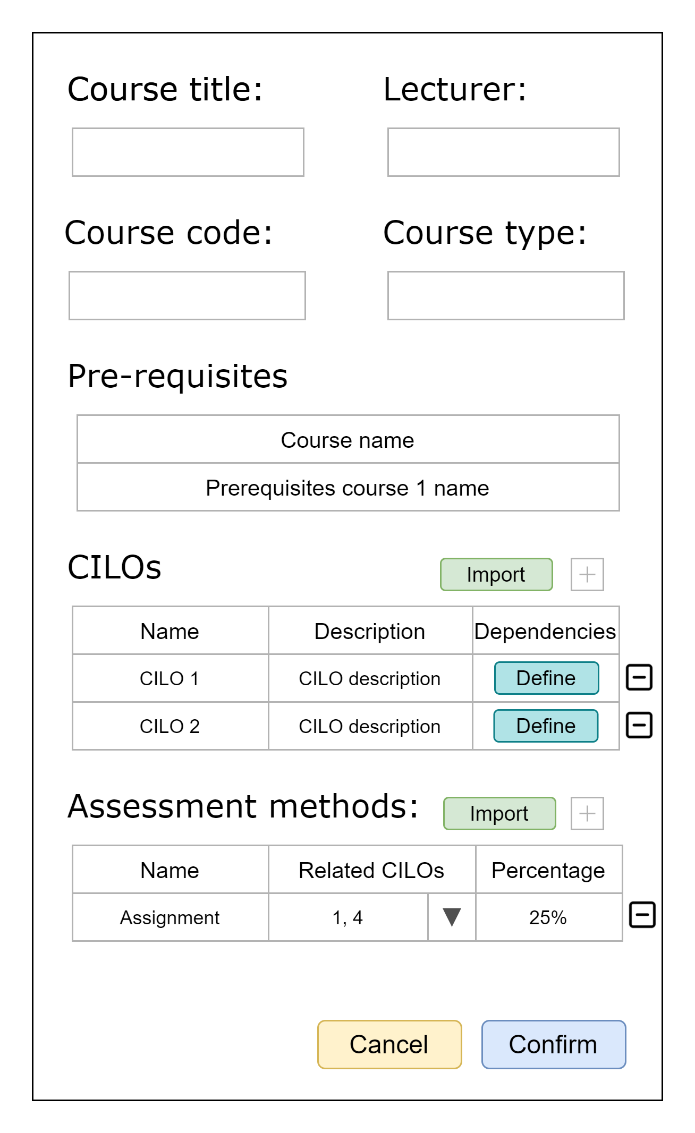 Course title: Lecturer:
Course code: Course type:
Pre-requisites
Course name
Prerequisites course 1 name
CILOs Import
Name Description Dependencies
CILO 1 CILO description Define
CILO 2 CILO description Define
Assessment methods: Import
Name Related CILOs Percentage
Assignment 1, 4 25%
Cancel Confirm